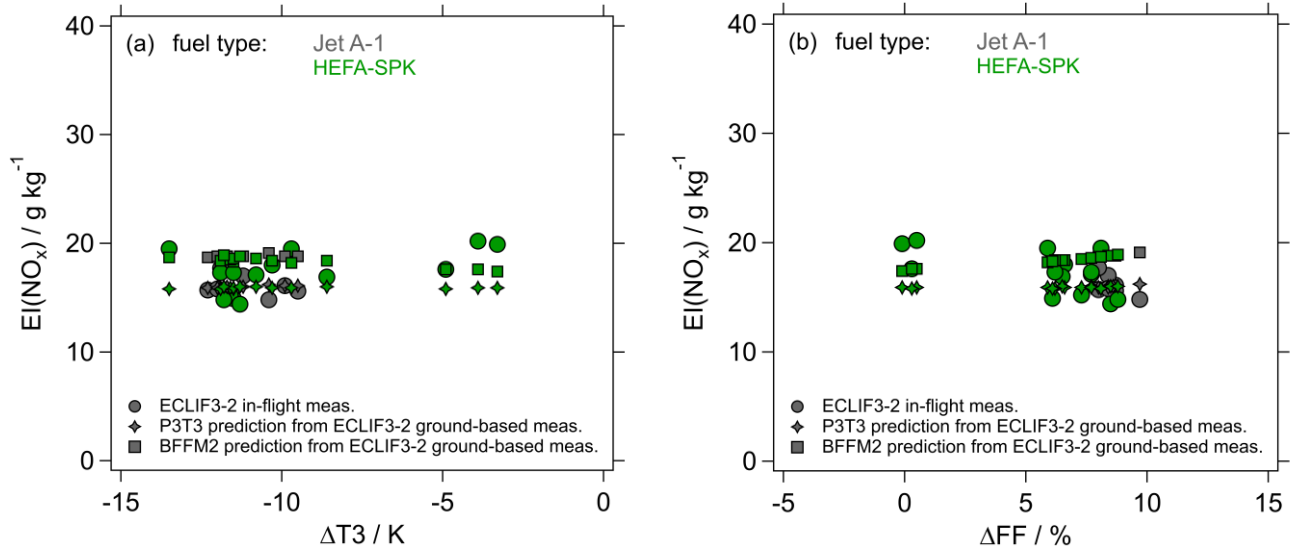 (a) fuel type: Jet A-1
HEFA-SPK
EI(NOx) / g kg-1
40
30
20
10
0
ECLIF3-2 in-flight meas.
P3T3 prediction from ECLIF3-2 ground-based meas.
BFFM2 prediction from ECLIF3-2 ground-based meas.
-15 -10 -5 0
ΔT3 / K
(b) fuel type: Jet A-1
HEFA-SPK
EI(NOx) / g kg-1
40
30
20
10
0
ECLIF3-2 in-flight meas.
P3T3 prediction from ECLIF3-2 ground-based meas.
BFFM2 prediction from ECLIF3-2 ground-based meas.
-5 0 5 10 15
ΔFF / %